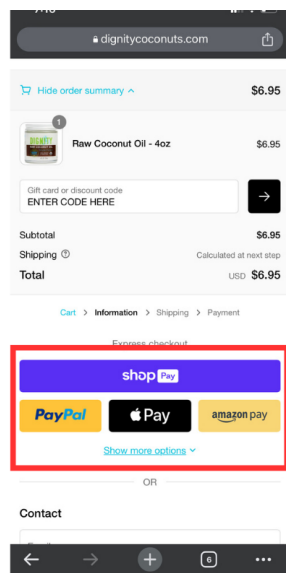 dignitycoconuts.com
Hide order summary $6.95
1
DIGNITY
Raw Coconut Oil - 4oz $6.95
Gift card or discount code
ENTER CODE HERE
Subtotal $6.95
Shipping Calculated at next step
Total USD $6.95
Cart > Information > Shipping > Payment
Express checkout
shop Pay
PayPal Pay amazon pay
Show more options
OR
Contact
6